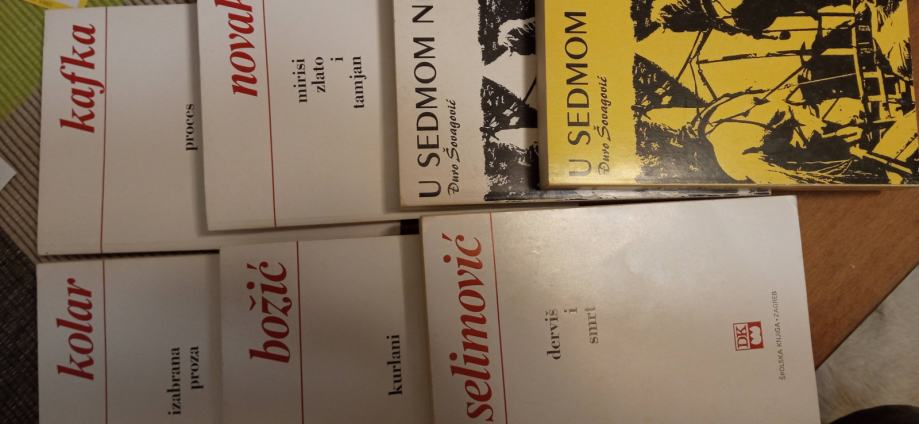 kafka
proces
novak
mirisi
zlato
i
tamjan
U SEDMOM N
Đuro Šovagović
U SEDMOM
Đuro Šovagović
kolar
izabrana
proza
božić
kurlani
selimović
derviš
i
smrt
DK
ŠKOLSKA KNJIGA • ZAGREB